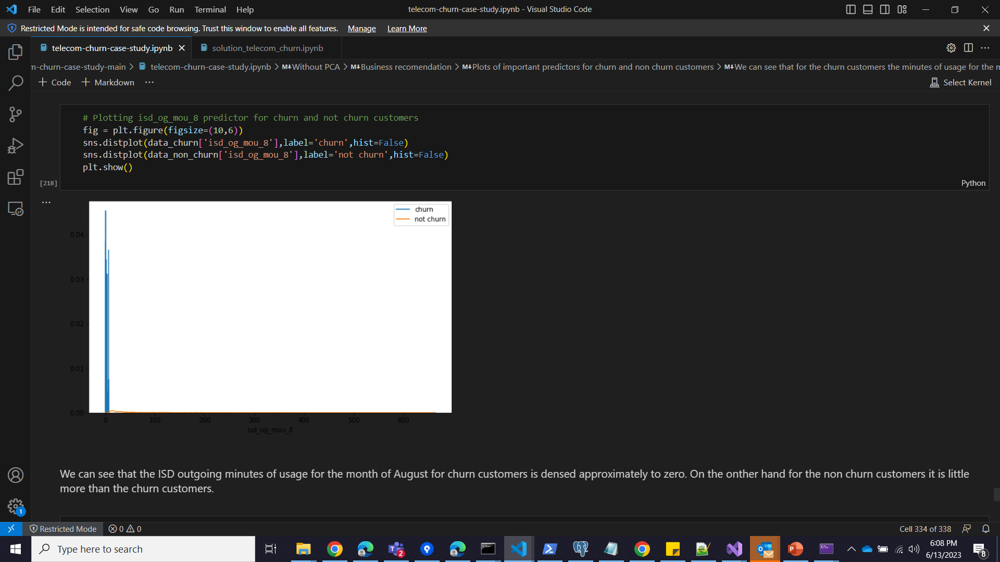 File Edit Selection View Go Run Terminal Help
telecom-churn-case-study.ipynb - Visual Studio Code
Restricted Mode is intended for safe code browsing. Trust this window to enable all features. Manage Learn More
telecom-churn-case-study.ipynb
solution_telecom_churn.ipynb
n-churn-case-study-main > telecom-churn-case-study.ipynb > M↓Without PCA > M↓Business recomendation > M↓Plots of important predictors for churn and non churn customers > M↓We can see that for the churn customers the minutes of usage for the m
+ Code + Markdown ...
Select Kernel
# Plotting isd_og_mou_8 predictor for churn and not churn customers
fig = plt.figure(figsize=(10,6))
sns.distplot(data_churn['isd_og_mou_8'],label='churn',hist=False)
sns.distplot(data_non_churn['isd_og_mou_8'],label='not churn',hist=False)
plt.show()
[218]
Python
...
churn
not churn
0.04
0.03
0.02
0.01
0.00
0 100 200 300 400 500 600
isd_og_mou_8
We can see that the ISD outgoing minutes of usage for the month of August for churn customers is densed approximately to zero. On the onther hand for the non churn customers it is little
more than the churn customers.
1
Restricted Mode 0 0
Cell 334 of 338
Type here to search
2
6:08 PM
6/13/2023
8